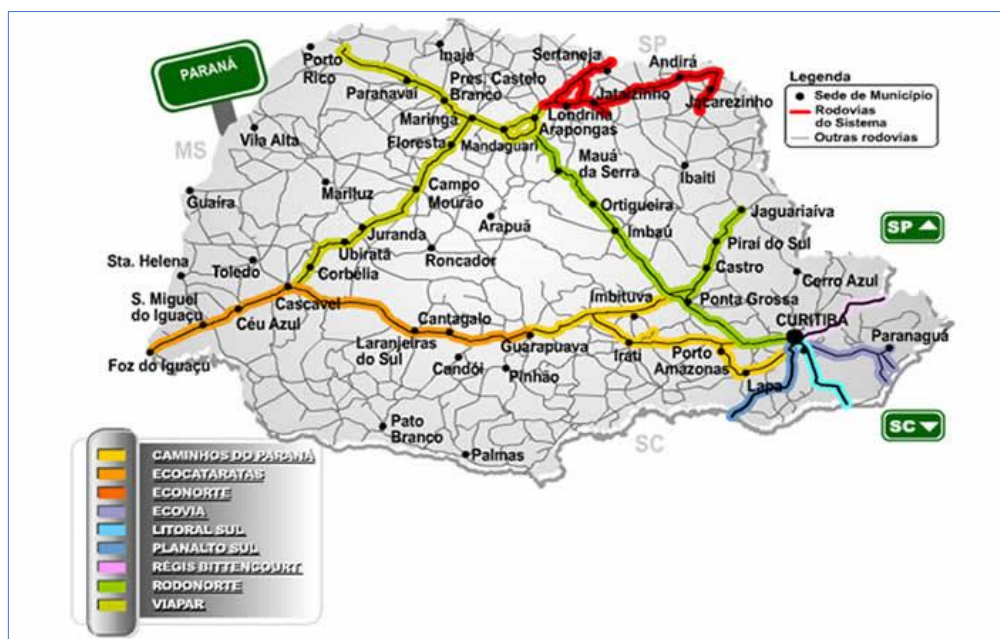 PARANÁ
MS
SP
Porto
Rico
Inajá
Sertaneja
Andirá
Paranavaí
Pres. Castelo
Branco
Jataizinho
Jacarezinho
Londrina
Maringá
Arapongas
Mandaguari
Floresta
Vila Alta
Mauá
da Serra
Ibaiti
Mariluz
Campo
Mourão
Guaíra
Arapuã
Ortigueira
Jaguariaíva
Juranda
Imbaú
Piraí do Sul
Ubiratã
Roncador
Sta. Helena
Toledo
Corbélia
Castro
Cerro Azul
Cascavel
Imbituva
Ponta Grossa
S. Miguel
do Iguaçu
Céu Azul
Cantagalo
CURITIBA
Laranjeiras
do Sul
Guarapuava
Paranaguá
Foz do Iguaçu
Candói
Pinhão
Irati
Porto
Amazonas
Lapa
Pato
Branco
Palmas
SC
Legenda
Sede de Município
Rodovias
do Sistema
Outras rodovias
SP
SC
CAMINHOS DO PARANÁ
ECOCATARATAS
ECONORTE
ECOVIA
LITORAL SUL
PLANALTO SUL
RÉGIS BITTENCOURT
RODONORTE
VIAPAR